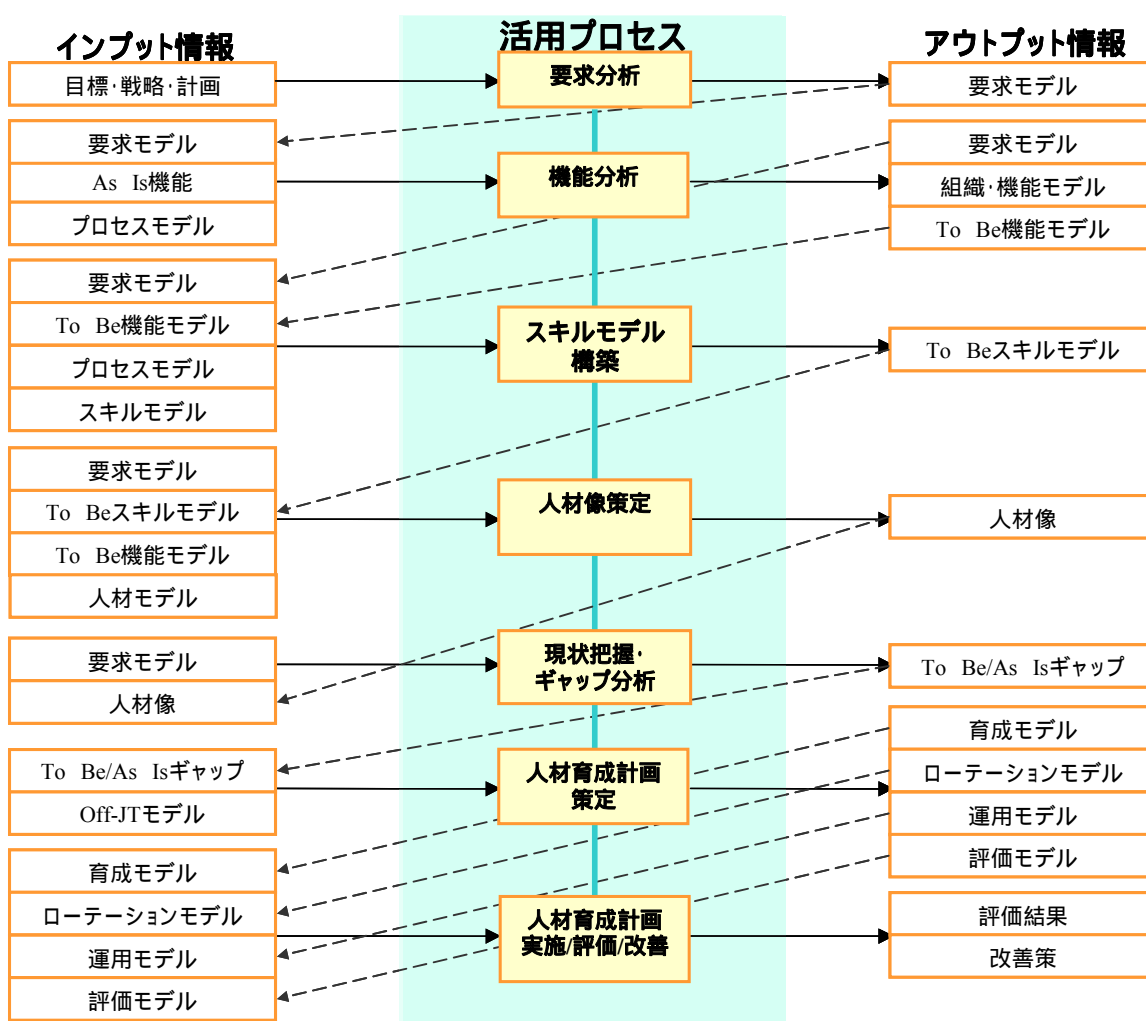 インプット情報
活用プロセス
アウトプット情報
目標･戦略･計画
要求分析
要求モデル
要求モデル
As Is機能
プロセスモデル
機能分析
要求モデル
組織･機能モデル
To Be機能モデル
要求モデル
To Be機能モデル
プロセスモデル
スキルモデル
スキルモデル
構築
To Beスキルモデル
要求モデル
To Beスキルモデル
To Be機能モデル
人材モデル
人材像策定
人材像
要求モデル
人材像
現状把握･
ギャップ分析
To Be/As Isギャップ
To Be/As Isギャップ
Off-JTモデル
人材育成計画
策定
育成モデル
ローテーションモデル
運用モデル
評価モデル
育成モデル
ローテーションモデル
運用モデル
評価モデル
人材育成計画
実施/評価/改善
評価結果
改善策